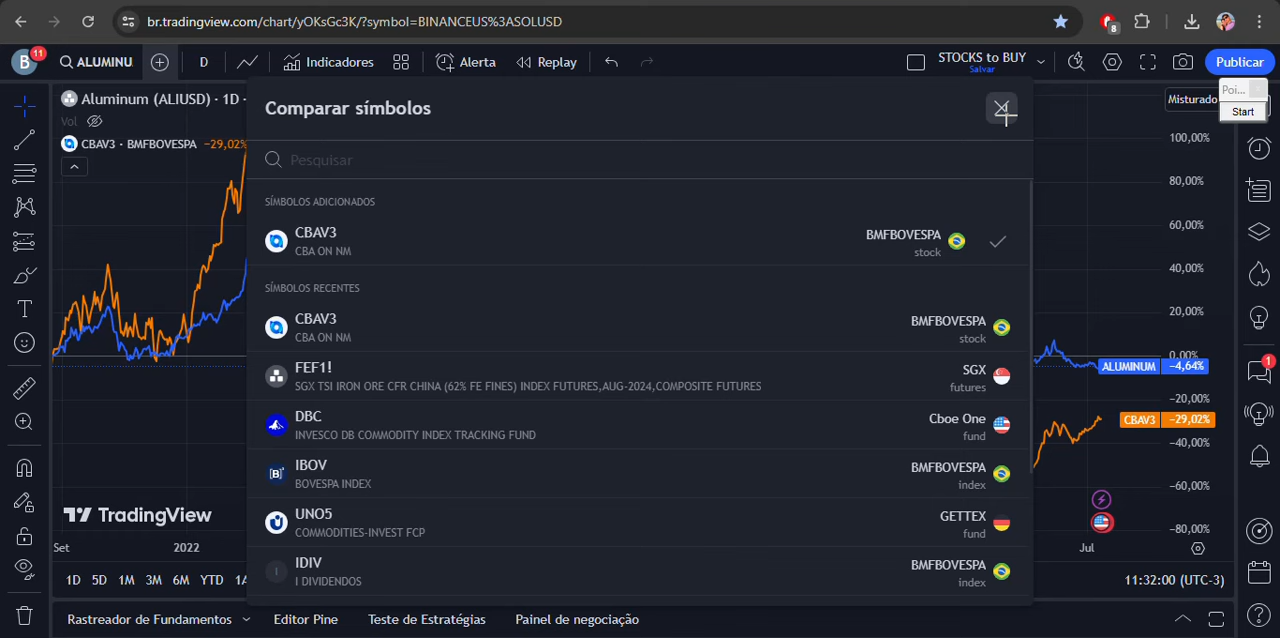 br.tradingview.com/chart/yOKsGc3K/?symbol=BINANCEUS%3ASOLUSD
8
B
11
ALUMINU
D
Indicadores
Alerta
Replay
STOCKS to BUY
Salvar
Publicar
Poi...
Start
Misturado
Aluminum (ALIUSD) · 1D ·
Vol
CBAV3 · BMFBOVESPA −29,02%
Comparar símbolos
Pesquisar
SÍMBOLOS ADICIONADOS
CBAV3
CBA ON NM
BMFBOVESPA
stock
SÍMBOLOS RECENTES
CBAV3
CBA ON NM
BMFBOVESPA
stock
FEF1!
SGX TSI IRON ORE CFR CHINA (62% FE FINES) INDEX FUTURES,AUG-2024,COMPOSITE FUTURES
SGX
futures
DBC
INVESCO DB COMMODITY INDEX TRACKING FUND
Cboe One
fund
IBOV
BOVESPA INDEX
BMFBOVESPA
index
UNO5
COMMODITIES-INVEST FCP
GETTEX
fund
IDIV
I DIVIDENDOS
BMFBOVESPA
index
100,00%
80,00%
60,00%
40,00%
20,00%
0,00%
ALUMINUM −4,64%
−20,00%
CBAV3 −29,02%
−40,00%
−60,00%
−80,00%
1
TradingView
Set
2022
Jul
1D 5D 1M 3M 6M YTD 1A
11:32:00 (UTC-3)
Rastreador de Fundamentos
Editor Pine
Teste de Estratégias
Painel de negociação